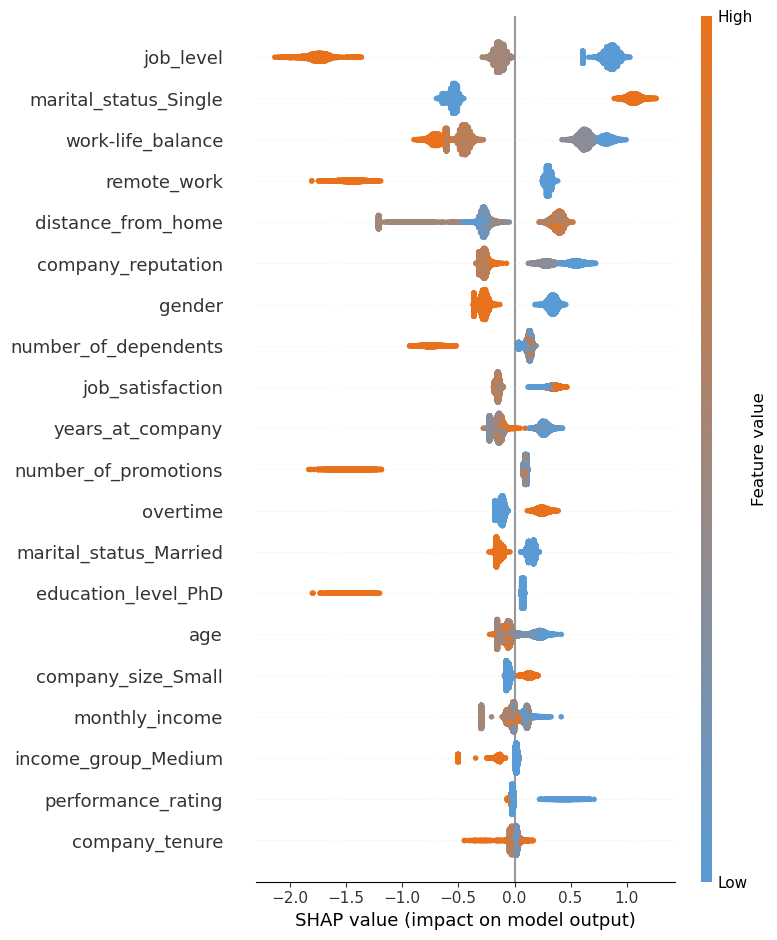 High
job_level
marital_status_Single
work-life_balance
remote_work
distance_from_home
company_reputation
gender
number_of_dependents
job_satisfaction
years_at_company
number_of_promotions
overtime
marital_status_Married
education_level_PhD
age
company_size_Small
monthly_income
income_group_Medium
performance_rating
company_tenure
Feature value
Low
−2.0 −1.5 −1.0 −0.5 0.0 0.5 1.0
SHAP value (impact on model output)